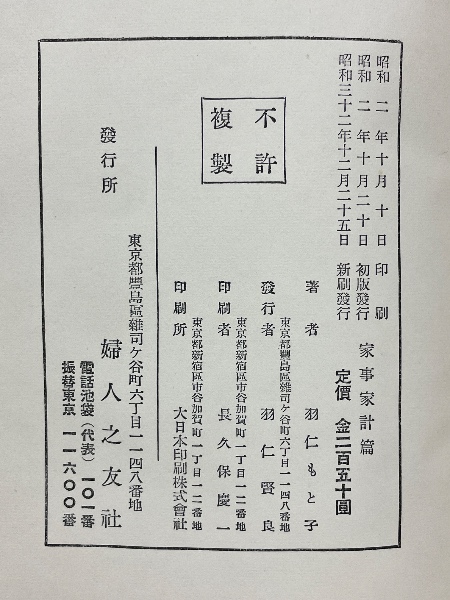 昭和 二 年十月 十 日 印刷
昭和 二 年十月二十日 初版發行
昭和三十二年十二月二十五日 新刷發行
家事家計篇
定價 金二百五十圓
不許
複製
著者 羽仁もと子
東京都豐島區雜司ケ谷町六丁目一一四八番地
發行者 羽仁賢良
東京都新宿區市谷加賀町一丁目一二番地
印刷者 長久保慶一
東京都新宿區市谷加賀町一丁目一二番地
印刷所 大日本印刷株式會社
發行所
東京都豐島區雜司ケ谷町六丁目一一四八番地
婦人之友社
電話池袋(代表)一〇一番
振替東京 一一六〇〇番